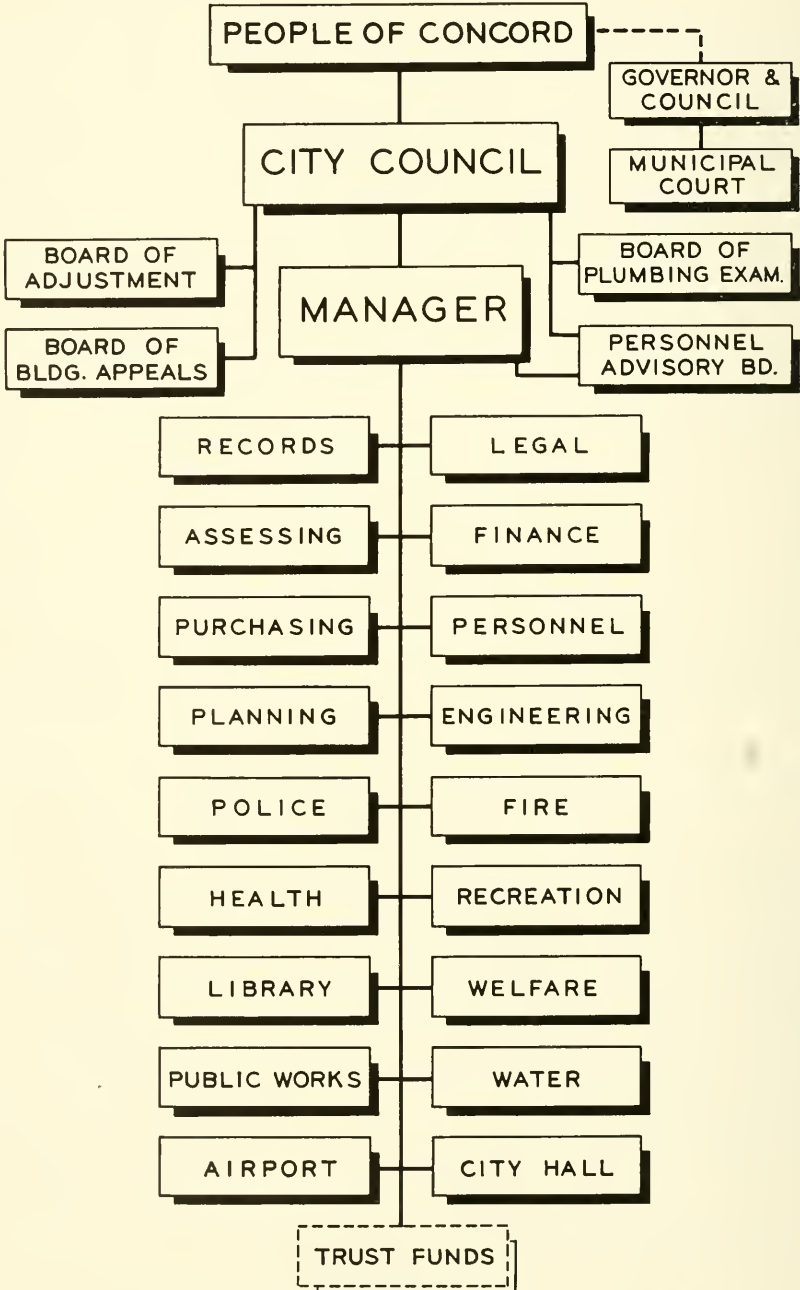 PEOPLE OF CONCORD
GOVERNOR &
COUNCIL
CITY COUNCIL
MUNICIPAL
COURT
BOARD OF
ADJUSTMENT
BOARD OF
PLUMBING EXAM.
MANAGER
BOARD OF
BLDG. APPEALS
PERSONNEL
ADVISORY BD.
RECORDS
LEGAL
ASSESSING
FINANCE
PURCHASING
PERSONNEL
PLANNING
ENGINEERING
POLICE
FIRE
HEALTH
RECREATION
LIBRARY
WELFARE
PUBLIC WORKS
WATER
AIRPORT
CITY HALL
TRUST FUNDS